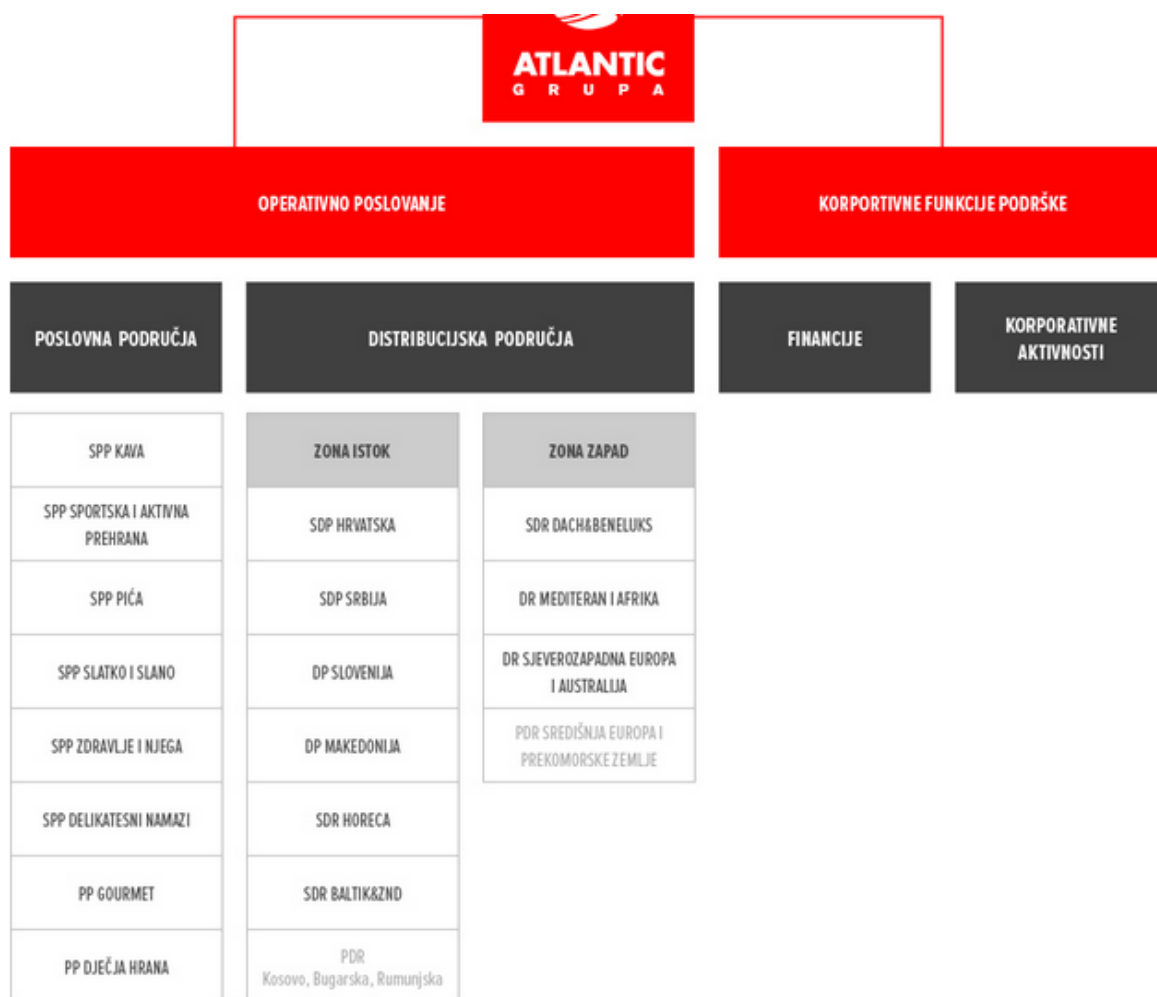 ATLANTIC
GRUPA
OPERATIVNO POSLOVANJE
KORPORTIVNE FUNKCIJE PODRŠKE
POSLOVNA PODRUČJA
DISTRIBUCIJSKA PODRUČJA
FINANCIJE
KORPORATIVNE
AKTIVNOSTI
SPP KAVA
SPP SPORTSKA I AKTIVNA
PREHRANA
SPP PIĆA
SPP SLATKO I SLANO
SPP ZDRAVLJE I NJEGA
SPP DELIKATESNI NAMAZI
PP GOURMET
PP DJEČJA HRANA
ZONA ISTOK
SDP HRVATSKA
SDP SRBIJA
DP SLOVENIJA
DP MAKEDONIJA
SDR HORECA
SDR BALTIK&ZND
PDR
Kosovo, Bugarska, Rumunjska
ZONA ZAPAD
SDR DACH&BENELUKS
DR MEDITERAN I AFRIKA
DR SJEVEROZAPADNA EUROPA
I AUSTRALIJA
PDR SREDIŠNJA EUROPA I
PREKOMORSKE ZEMLJE